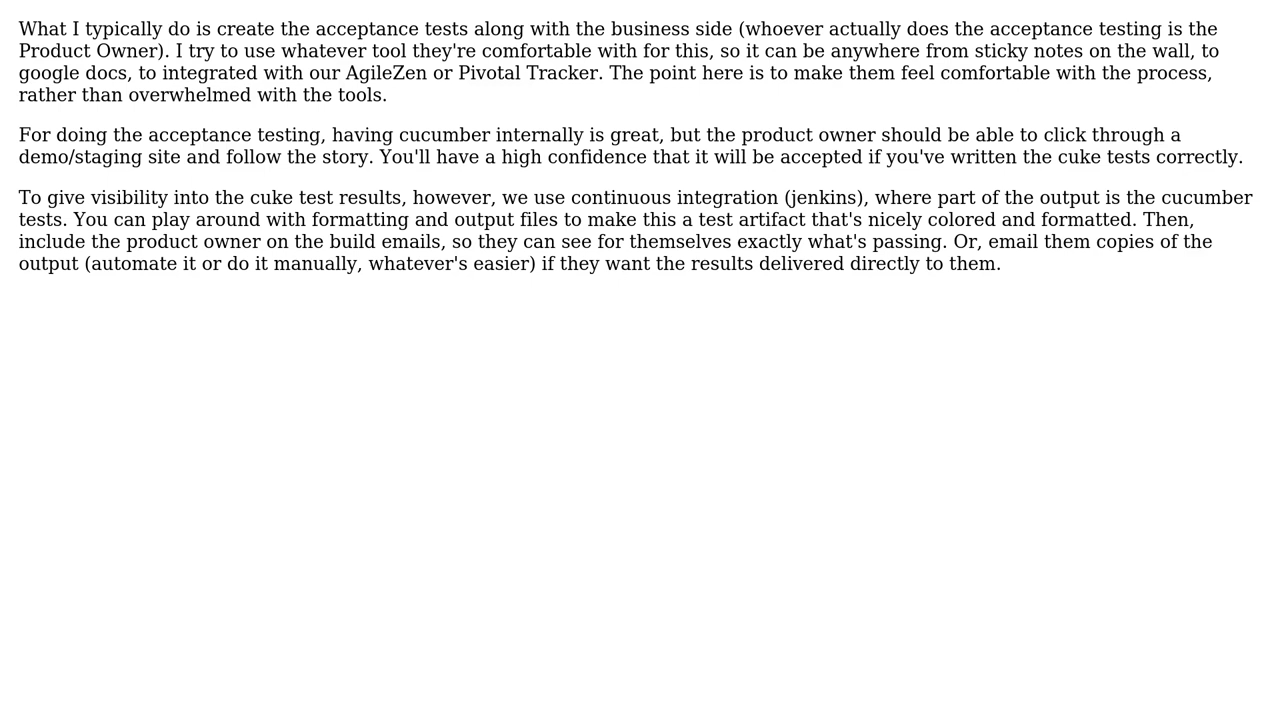 What I typically do is create the acceptance tests along with the business side (whoever actually does the acceptance testing is the
Product Owner). I try to use whatever tool they're comfortable with for this, so it can be anywhere from sticky notes on the wall, to
google docs, to integrated with our AgileZen or Pivotal Tracker. The point here is to make them feel comfortable with the process,
rather than overwhelmed with the tools.
For doing the acceptance testing, having cucumber internally is great, but the product owner should be able to click through a
demo/staging site and follow the story. You'll have a high confidence that it will be accepted if you've written the cuke tests correctly.
To give visibility into the cuke test results, however, we use continuous integration (jenkins), where part of the output is the cucumber
tests. You can play around with formatting and output files to make this a test artifact that's nicely colored and formatted. Then,
include the product owner on the build emails, so they can see for themselves exactly what's passing. Or, email them copies of the
output (automate it or do it manually, whatever's easier) if they want the results delivered directly to them.